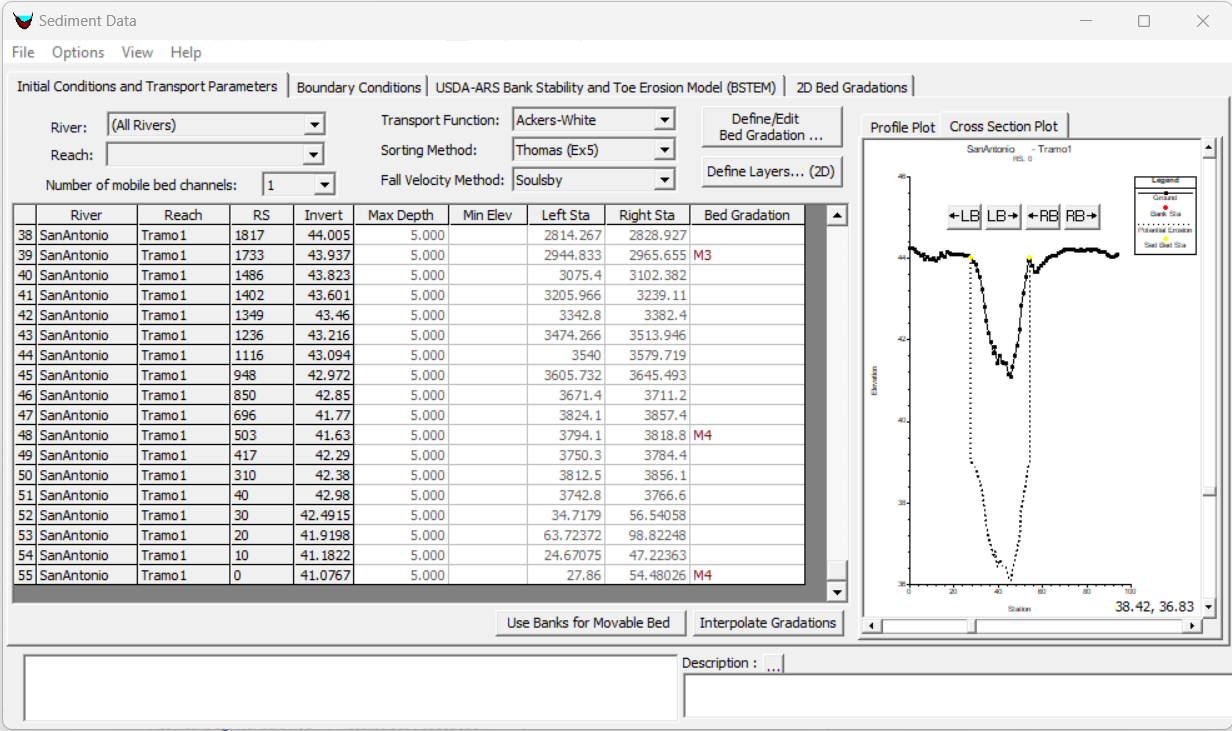 Sediment Data
File Options View Help
Initial Conditions and Transport Parameters Boundary Conditions USDA-ARS Bank Stability and Toe Erosion Model (BSTEM) 2D Bed Gradations
River: (All Rivers) Transport Function: Ackers-White Define/Edit Bed Gradation ...
Reach: Sorting Method: Thomas (Ex5)
Number of mobile bed channels: 1 Fall Velocity Method: Soulsby Define Layers... (2D)
River Reach RS Invert Max Depth Min Elev Left Sta Right Sta Bed Gradation
38 SanAntonio Tramo1 1817 44.005 5.000 2814.267 2828.927
39 SanAntonio Tramo1 1733 43.937 5.000 2944.833 2965.655 M3
40 SanAntonio Tramo1 1486 43.823 5.000 3075.4 3102.382
41 SanAntonio Tramo1 1402 43.601 5.000 3205.966 3239.11
42 SanAntonio Tramo1 1349 43.46 5.000 3342.8 3382.4
43 SanAntonio Tramo1 1236 43.216 5.000 3474.266 3513.946
44 SanAntonio Tramo1 1116 43.094 5.000 3540 3579.719
45 SanAntonio Tramo1 948 42.972 5.000 3605.732 3645.493
46 SanAntonio Tramo1 850 42.85 5.000 3671.4 3711.2
47 SanAntonio Tramo1 696 41.77 5.000 3824.1 3857.4
48 SanAntonio Tramo1 503 41.63 5.000 3794.1 3818.8 M4
49 SanAntonio Tramo1 417 42.29 5.000 3750.3 3784.4
50 SanAntonio Tramo1 310 42.38 5.000 3812.5 3856.1
51 SanAntonio Tramo1 40 42.98 5.000 3742.8 3766.6
52 SanAntonio Tramo1 30 42.4915 5.000 34.7179 56.54058
53 SanAntonio Tramo1 20 41.9198 5.000 63.72372 98.82248
54 SanAntonio Tramo1 10 41.1822 5.000 24.67075 47.22363
55 SanAntonio Tramo1 0 41.0767 5.000 27.86 54.48026 M4
Use Banks for Movable Bed Interpolate Gradations
Profile Plot Cross Section Plot
SanAntonio - Tramo1
RS. 0
←LB LB→ ←RB RB→
Legend
Ground
Bank Sta
Potential Erosion
Sed Bed Sta
Elevation
46
44
42
40
38
36
0 20 40 60 80 100
Station
38.42, 36.83
Description : ...